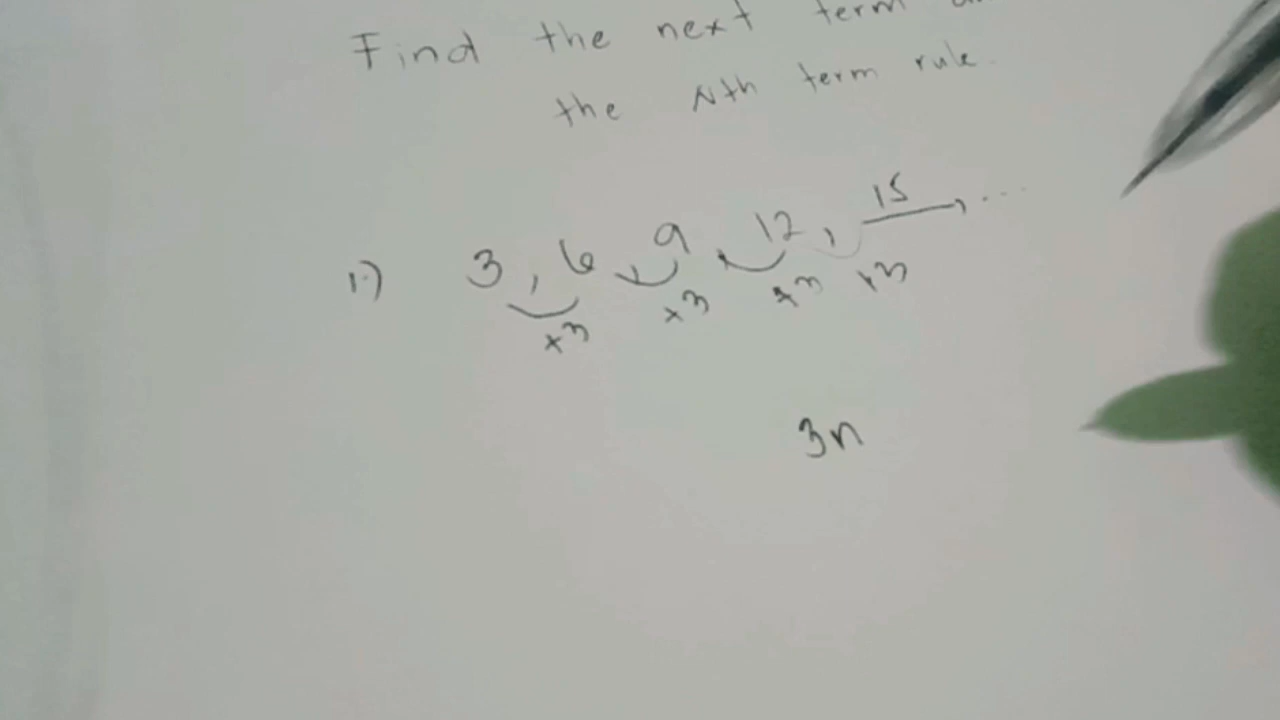 Find the next term
the Nth term rule.
1.) 3, 6, 9, 12, 15, ...
+3 +3 +3 +3
3n